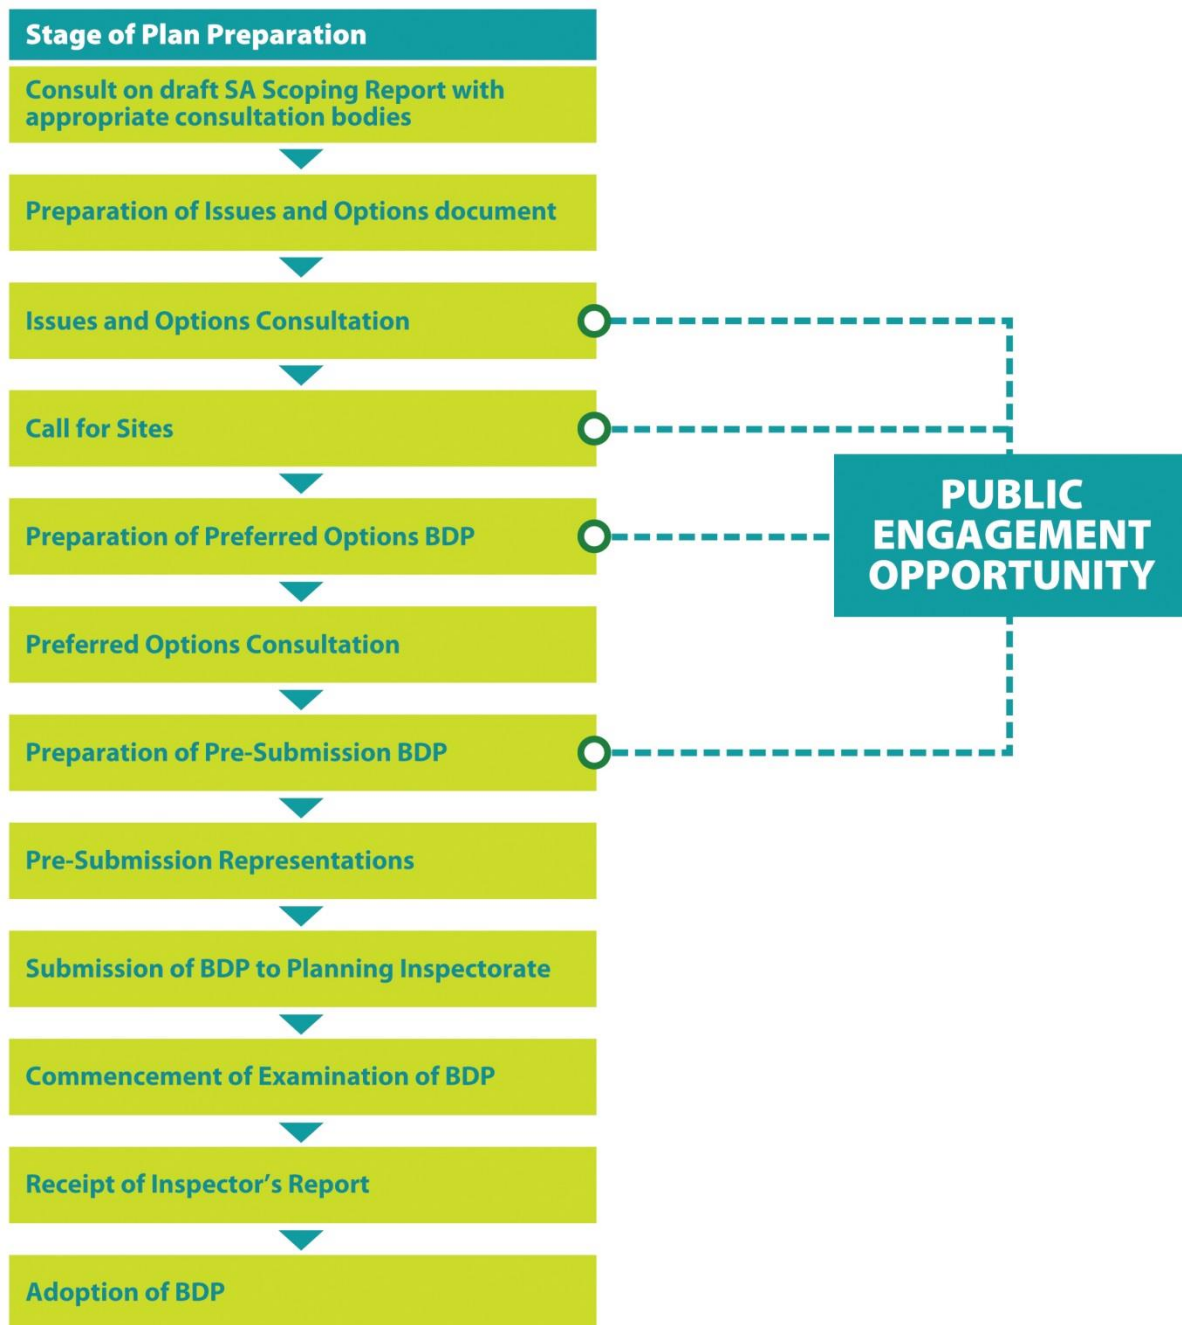 Stage of Plan Preparation
Consult on draft SA Scoping Report with
appropriate consultation bodies
Preparation of Issues and Options document
Issues and Options Consultation
Call for Sites
Preparation of Preferred Options BDP
Preferred Options Consultation
Preparation of Pre-Submission BDP
Pre-Submission Representations
Submission of BDP to Planning Inspectorate
Commencement of Examination of BDP
Receipt of Inspector’s Report
Adoption of BDP
PUBLIC
ENGAGEMENT
OPPORTUNITY